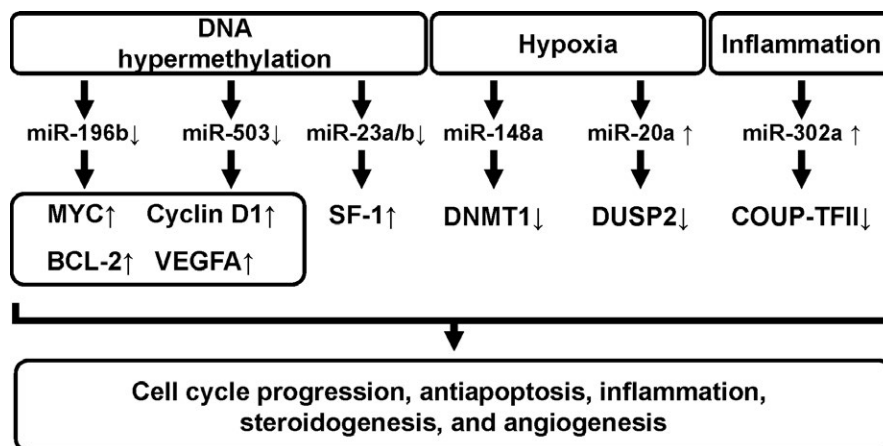 DNA
hypermethylation
Hypoxia
Inflammation
miR-196b↓ miR-503↓ miR-23a/b↓ miR-148a miR-20a ↑ miR-302a ↑
MYC↑ Cyclin D1↑ SF-1↑ DNMT1↓ DUSP2↓ COUP-TFII↓
BCL-2↑ VEGFA↑
Cell cycle progression, antiapoptosis, inflammation,
steroidogenesis, and angiogenesis